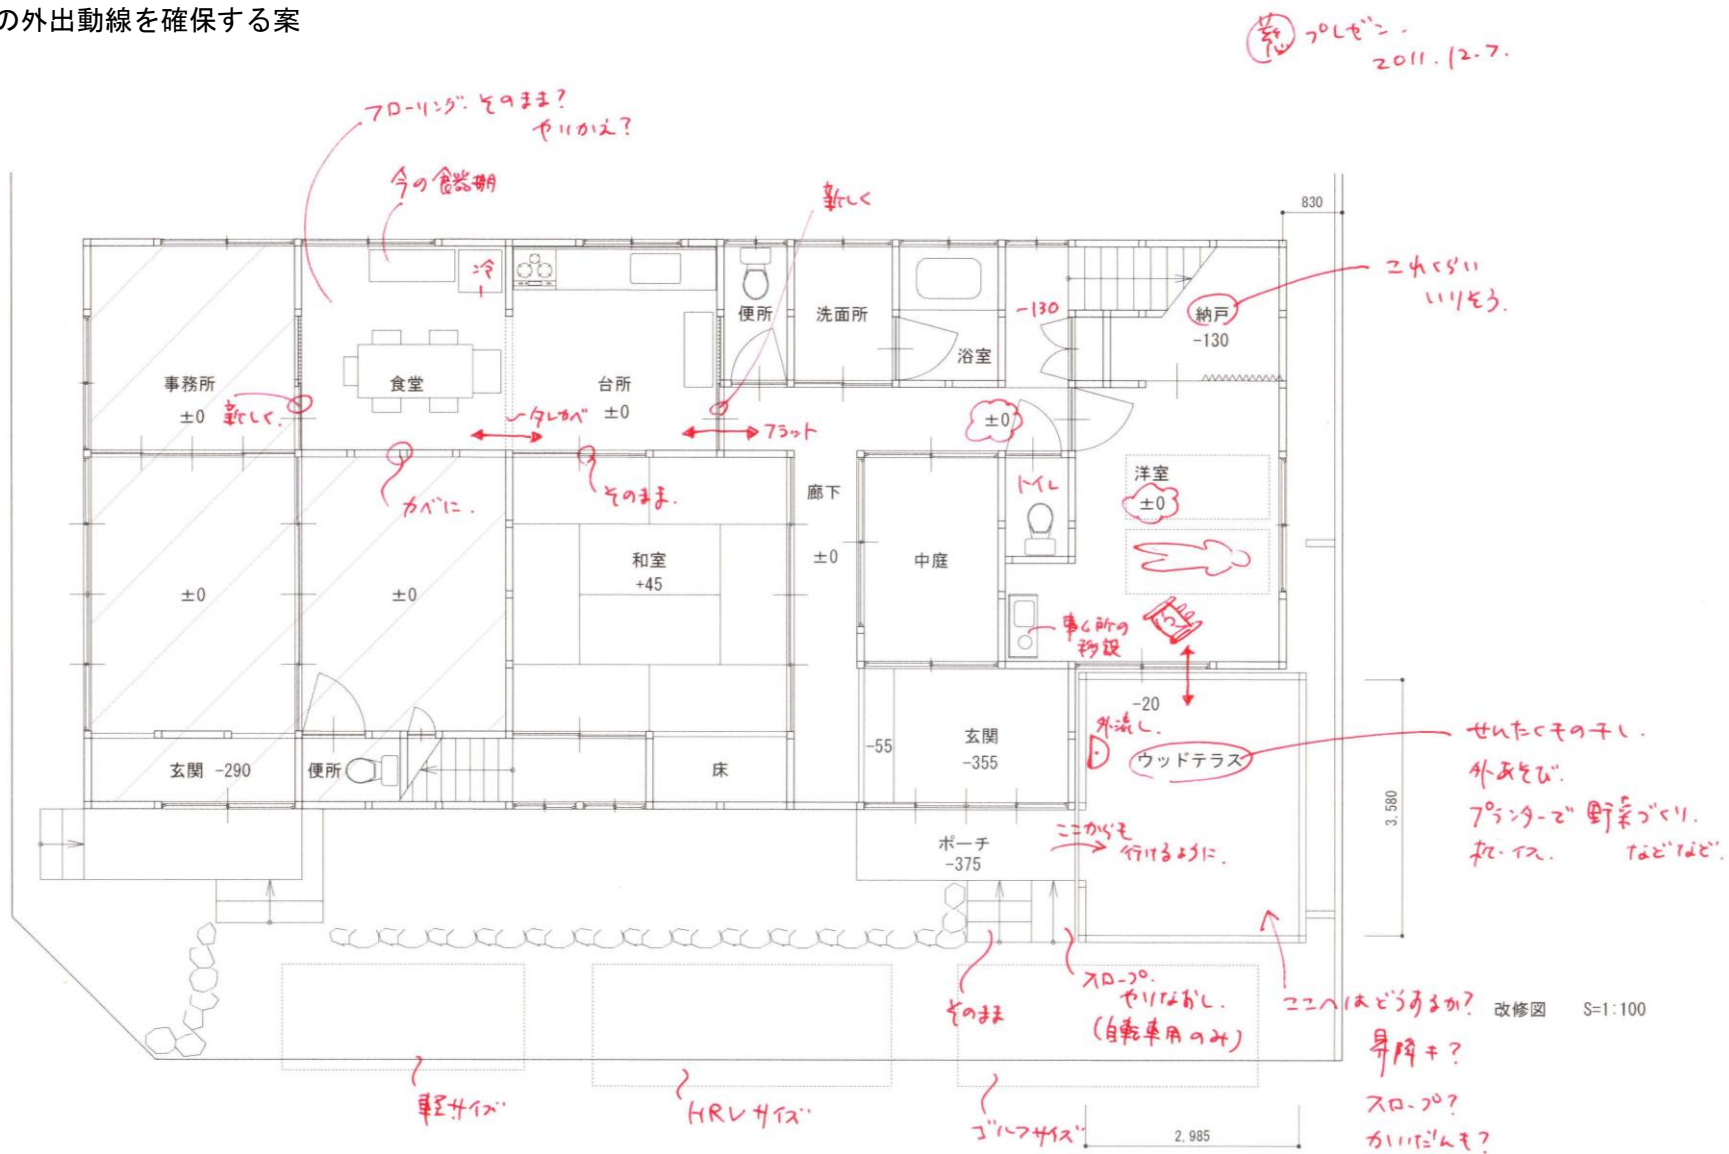 の外出動線を確保する案
プレゼン.
2011.12.7.
フローリング.そのまま?
やりかえ?
今の食器棚
新しく
830
冷
便所
洗面所
浴室
-130
納戸
-130
これくらい
いりそう.
事務所
±0
新しく.
食堂
タレカベ
台所
±0
フラット
±0
カベに.
そのまま.
廊下
±0
トイレ
洋室
±0
±0
±0
和室
+45
中庭
事ム所の
移設
-20
外流し.
ウッドテラス
せんたくもの干し.
外あそび.
プランターで野菜づくり.
机・イス. などなど.
玄関 -290
便所
床
-55
玄関
-355
3,580
ポーチ
-375
ここからも
行けるように.
そのまま
スロープ.
やりなおし.
(自転車用のみ)
ここへはどうするか?
昇降キ?
スロープ?
かいだんも?
改修図 S=1:100
軽サイズ
HRVサイズ
ゴルフサイズ
2,985